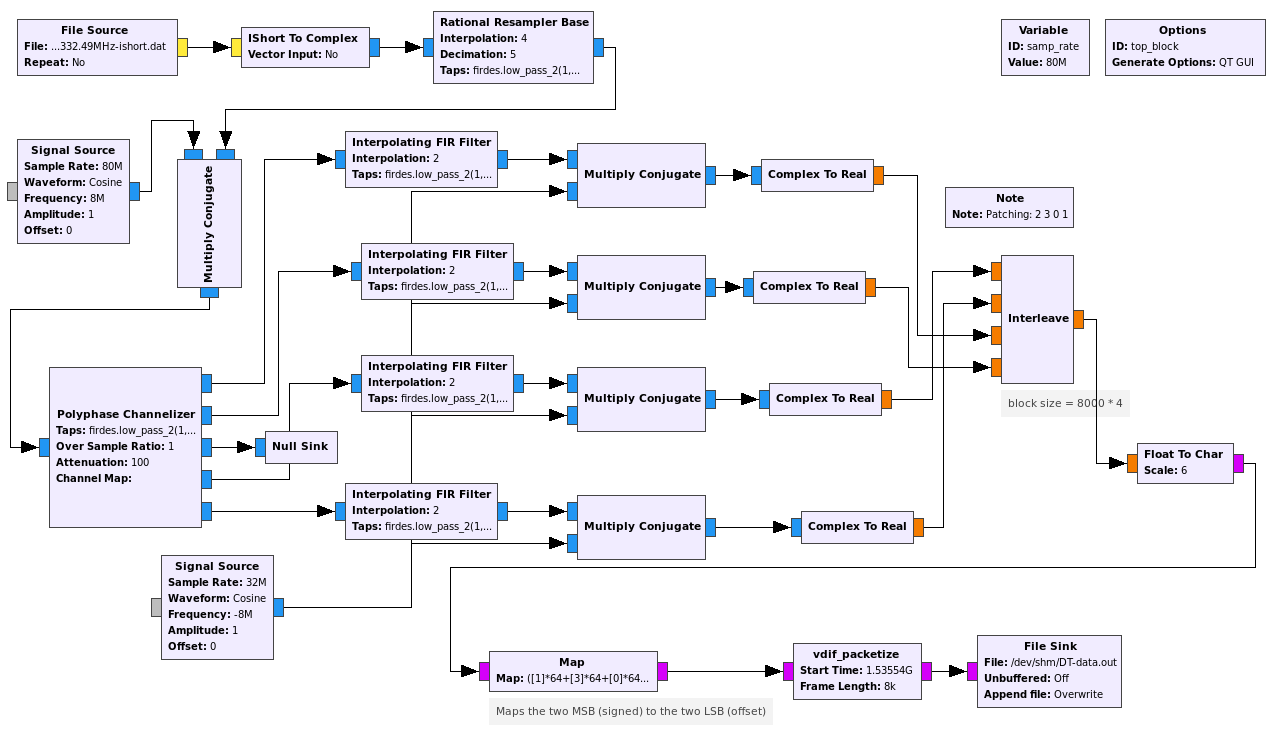 File Source
File: ...332.49MHz-ishort.dat
Repeat: No
IShort To Complex
Vector Input: No
Rational Resampler Base
Interpolation: 4
Decimation: 5
Taps: firdes.low_pass_2(1,...
Variable
ID: samp_rate
Value: 80M
Options
ID: top_block
Generate Options: QT GUI
Signal Source
Sample Rate: 80M
Waveform: Cosine
Frequency: 8M
Amplitude: 1
Offset: 0
Multiply Conjugate
Interpolating FIR Filter
Interpolation: 2
Taps: firdes.low_pass_2(1,...
Multiply Conjugate
Complex To Real
Note
Note: Patching: 2 3 0 1
Interpolating FIR Filter
Interpolation: 2
Taps: firdes.low_pass_2(1,...
Multiply Conjugate
Complex To Real
Interleave
block size = 8000 * 4
Interpolating FIR Filter
Interpolation: 2
Taps: firdes.low_pass_2(1,...
Multiply Conjugate
Complex To Real
Polyphase Channelizer
Taps: firdes.low_pass_2(1,...
Over Sample Ratio: 1
Attenuation: 100
Channel Map:
Null Sink
Float To Char
Scale: 6
Interpolating FIR Filter
Interpolation: 2
Taps: firdes.low_pass_2(1,...
Multiply Conjugate
Complex To Real
Signal Source
Sample Rate: 32M
Waveform: Cosine
Frequency: -8M
Amplitude: 1
Offset: 0
Map
Map: ([1]*64+[3]*64+[0]*64...
Maps the two MSB (signed) to the two LSB (offset)
vdif_packetize
Start Time: 1.53554G
Frame Length: 8k
File Sink
File: /dev/shm/DT-data.out
Unbuffered: Off
Append file: Overwrite